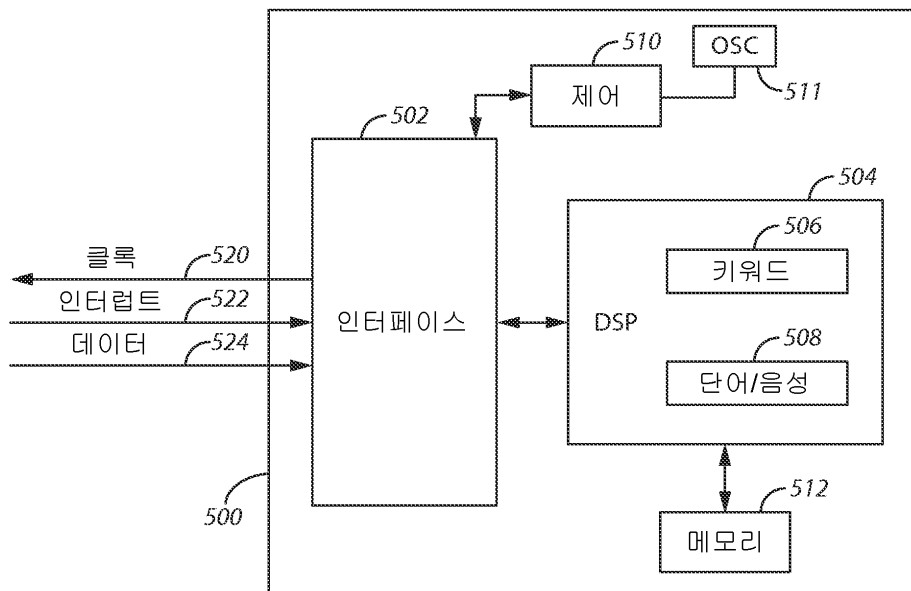 510
OSC
511
제어
502
504
506
키워드
DSP
508
단어/음성
클록
520
인터럽트
522
데이터
524
인터페이스
500
512
메모리